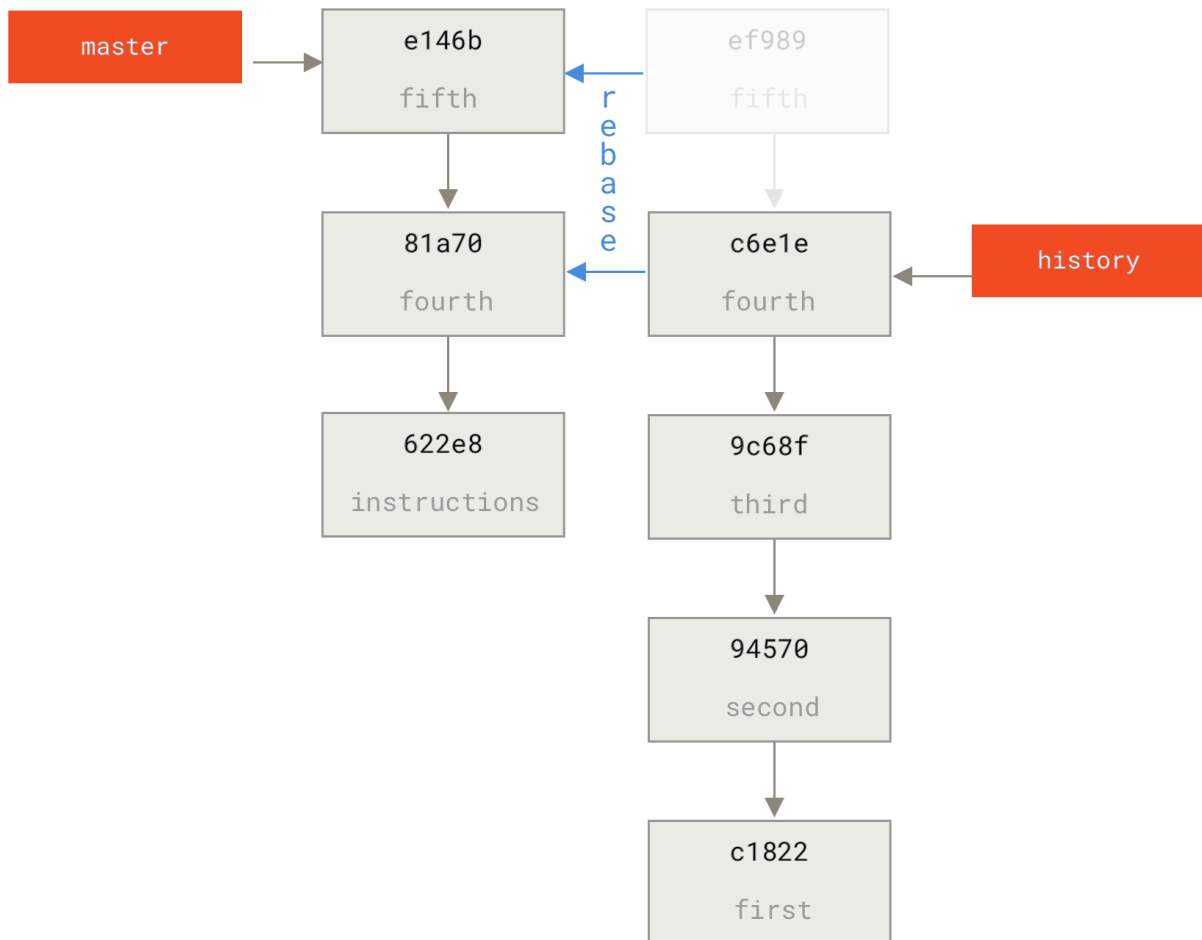 master
e146b
fifth
ef989
fifth
rebase
81a70
fourth
c6e1e
fourth
history
622e8
instructions
9c68f
third
94570
second
c1822
first